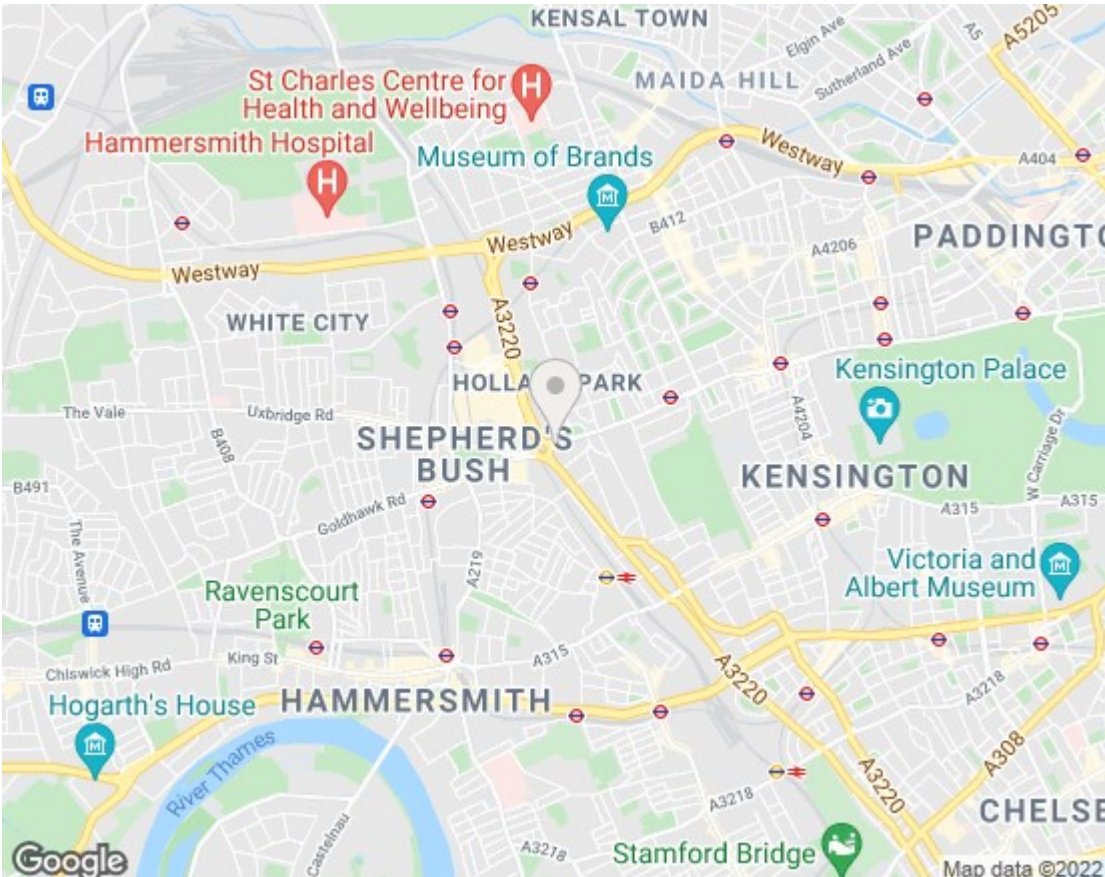 KENSAL TOWN
Elgin Ave
A5
A5205
St Charles Centre for
Health and Wellbeing
H
MAIDA HILL
Sutherland Ave
Hammersmith Hospital
H
Museum of Brands
M
Westway
A404
B412
Westway
A4206
PADDINGTO
Westway
A3220
WHITE CITY
HOLLA
PARK
Kensington Palace
The Vale
Uxbridge Rd
B408
A4204
W Carriage Dr
SHEPHERD'S
BUSH
KENSINGTON
B491
Goldhawk Rd
A315
A315
The Avenue
A219
Victoria and
Albert Museum
M
Ravenscourt
Park
King St
A315
Chiswick High Rd
A3220
A3218
Hogarth's House
M
HAMMERSMITH
River Thames
A308
A3220
A3218
CHELSE
Castelnau
A3218
Stamford Bridge
Google
Map data ©2022